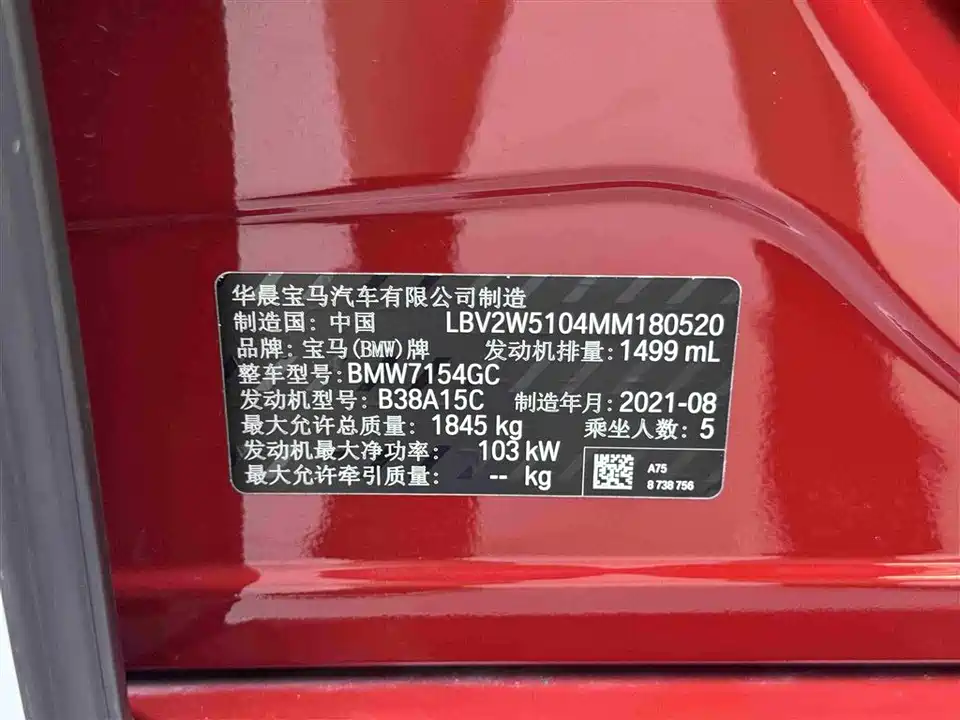 华晨宝马汽车有限公司制造
制造国：中国 LBV2W5104MM180520
品牌：宝马(BMW)牌 发动机排量：1499 mL
整车型号：BMW7154GC
发动机型号：B38A15C 制造年月：2021-08
最大允许总质量：1845 kg 乘坐人数：5
发动机最大净功率：103 kW
最大允许牵引质量：-- kg
A75
8 738 756